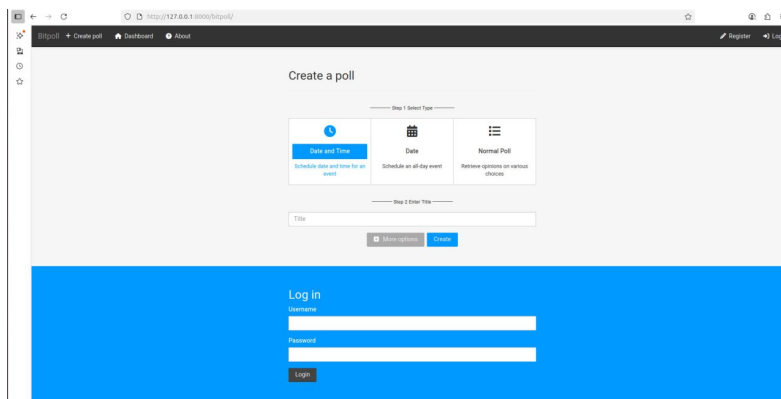 http://127.0.0.1:8000/bitpoll/
Bitpoll + Create poll Dashboard About Register Log
Create a poll
Step 1 Select Type
Date and Time Date Normal Poll
Schedule date and time for an event Schedule an all-day event Retrieve opinions on various choices
Step 2 Enter Title
Title
More options Create
Log in
Username
Password
Login